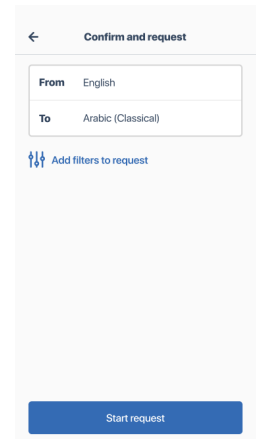 Confirm and request
From English
To Arabic (Classical)
Add filters to request
Start request